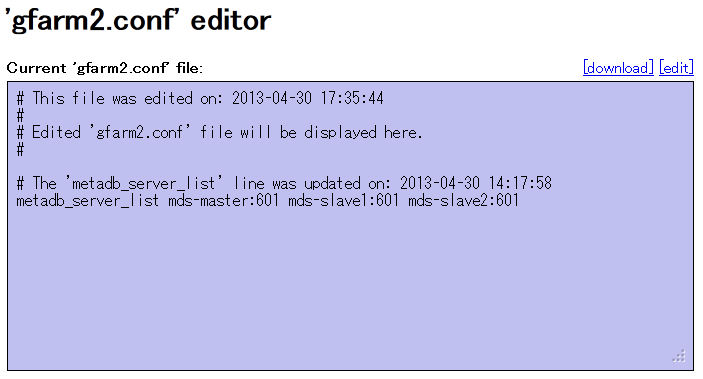 'gfarm2.conf' editor
Current 'gfarm2.conf' file: [download] [edit]
# This file was edited on: 2013-04-30 17:35:44
#
# Edited 'gfarm2.conf' file will be displayed here.
#
# The 'metadb_server_list' line was updated on: 2013-04-30 14:17:58
metadb_server_list mds-master:601 mds-slave1:601 mds-slave2:601